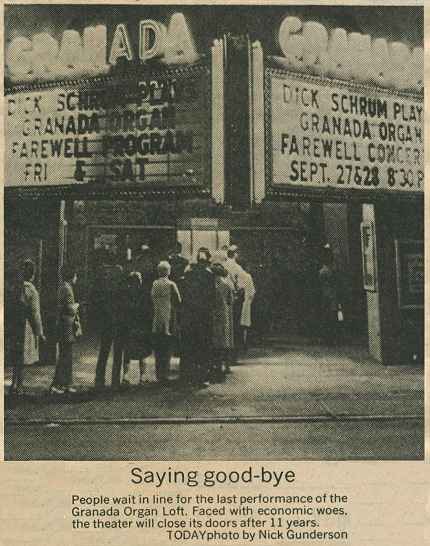 GRANADA
GRANA
DICK SCHRUM PLAYS
GRANADA ORGAN
FAREWELL PROGRAM
FRI & SAT
DICK SCHRUM PLAY
GRANADA ORGAN
FAREWELL CONCER
SEPT. 27&28 8:30 P
Saying good-bye
People wait in line for the last performance of the
Granada Organ Loft. Faced with economic woes,
the theater will close its doors after 11 years.
TODAYphoto by Nick Gunderson